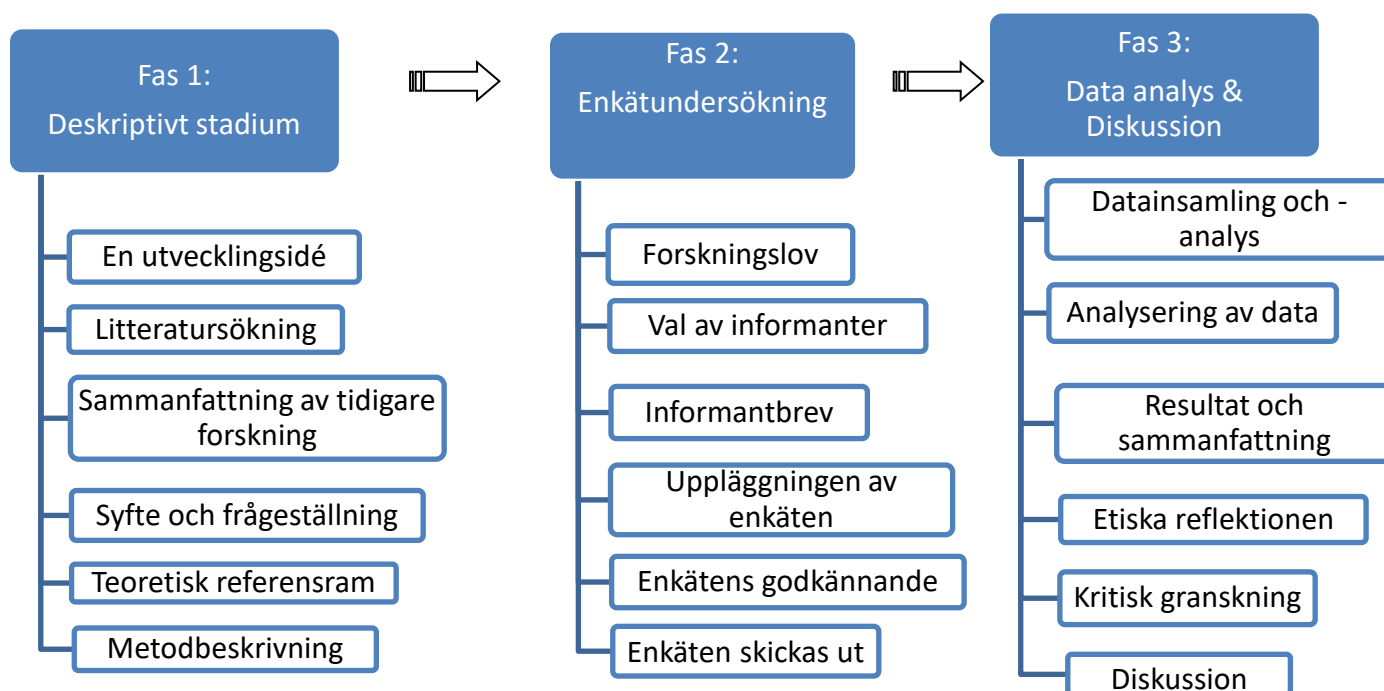 Fas 1:
Deskriptivt stadium
En utvecklingsidé
Litteratursökning
Sammanfattning av tidigare
forskning
Syfte och frågeställning
Teoretisk referensram
Metodbeskrivning
Fas 2:
Enkätundersökning
Forskningslov
Val av informanter
Informantbrev
Uppläggningen av
enkäten
Enkätens godkännande
Enkäten skickas ut
Fas 3:
Data analys &
Diskussion
Datainsamling och -
analys
Analysering av data
Resultat och
sammanfattning
Etiska reflektionen
Kritisk granskning
Diskussion